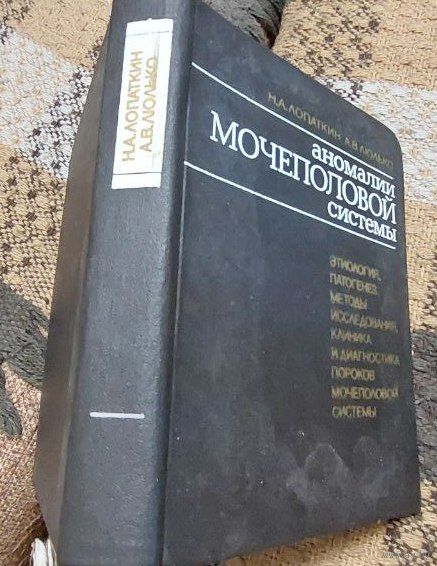 Н.А.ЛОПАТКИН
А.В.ЛЮЛЬКО
Н.А.ЛОПАТКИН А.В.ЛЮЛЬКО
аномалии
МОЧЕПОЛОВОЙ
системы
ЭТИОЛОГИЯ,
ПАТОГЕНЕЗ,
МЕТОДЫ
ИССЛЕДОВАНИЯ,
КЛИНИКА
И ДИАГНОСТИКА
ПОРОКОВ
МОЧЕПОЛОВОЙ
СИСТЕМЫ